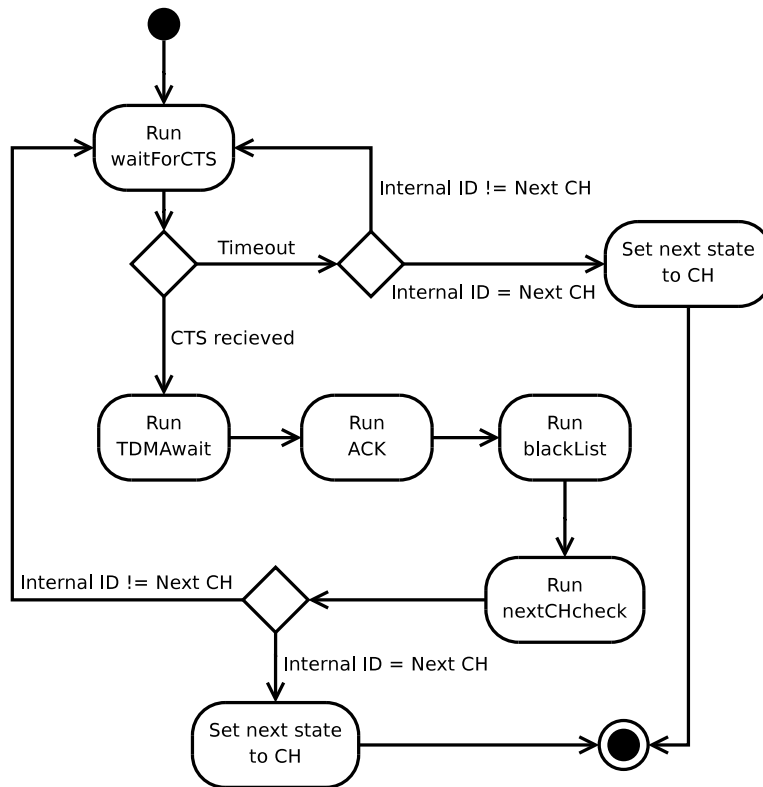 Run
waitForCTS
Internal ID != Next CH
Timeout
Set next state
to CH
Internal ID = Next CH
CTS recieved
Run
TDMAwait
Run
ACK
Run
blackList
Internal ID != Next CH
Run
nextCHcheck
Internal ID = Next CH
Set next state
to CH